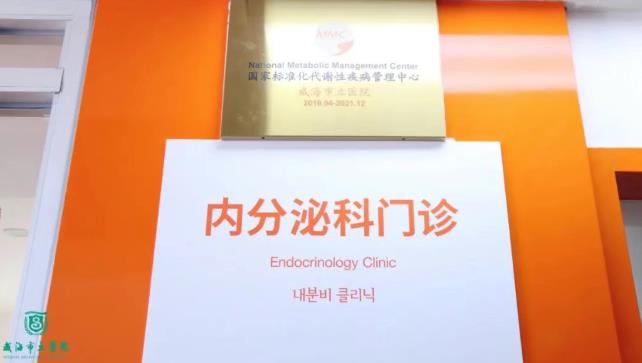 MMC
National Metabolic Management Center
国家标准化代谢性疾病管理中心
威海市立医院
2018.04-2021.12
内分泌科门诊
Endocrinology Clinic
내분비 클리닉
威海市立医院